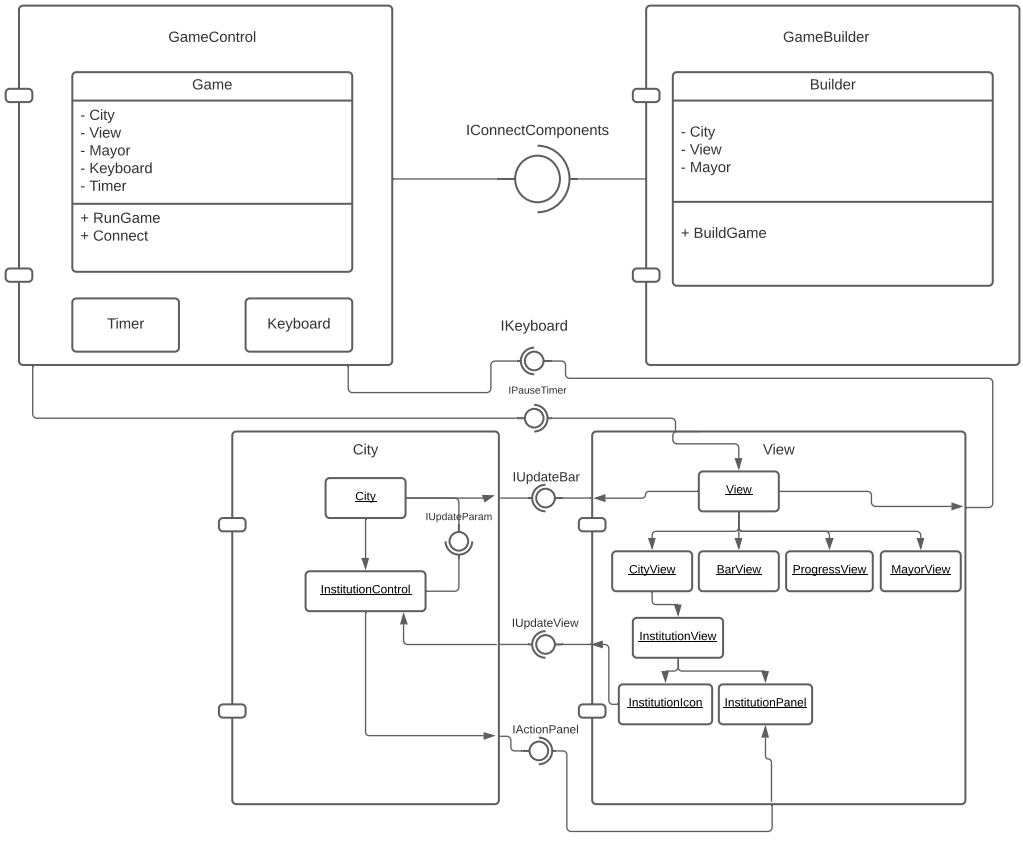 GameControl
Game
- City
- View
- Mayor
- Keyboard
- Timer
+ RunGame
+ Connect
Timer
Keyboard
IConnectComponents
GameBuilder
Builder
- City
- View
- Mayor
+ BuildGame
IKeyboard
IPauseTimer
City
City
IUpdateParam
InstitutionControl
IUpdateBar
IUpdateView
IActionPanel
View
View
CityView
BarView
ProgressView
MayorView
InstitutionView
InstitutionIcon
InstitutionPanel